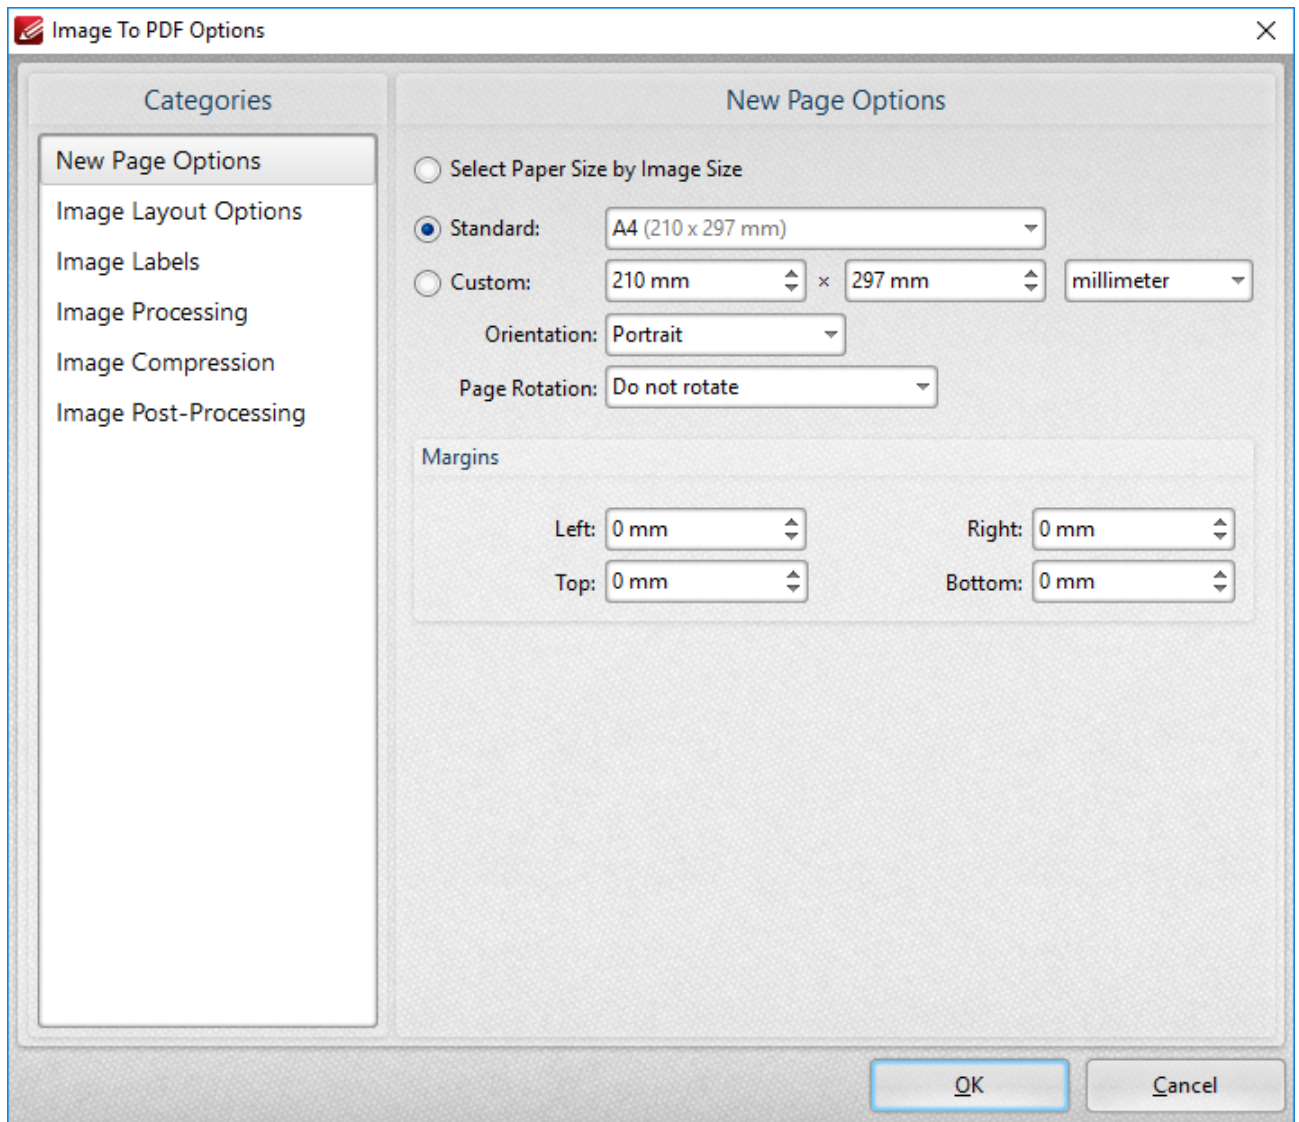 Image To PDF Options
Categories
New Page Options
Image Layout Options
Image Labels
Image Processing
Image Compression
Image Post-Processing
New Page Options
Select Paper Size by Image Size
Standard: A4 (210 x 297 mm)
Custom: 210 mm × 297 mm millimeter
Orientation: Portrait
Page Rotation: Do not rotate
Margins
Left: 0 mm Right: 0 mm
Top: 0 mm Bottom: 0 mm
OK Cancel